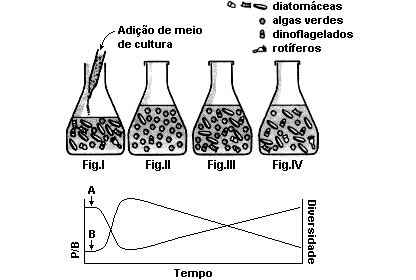 diatomáceas
algas verdes
dinoflagelados
rotíferos
Adição de meio
de cultura
Fig.I
Fig.II
Fig.III
Fig.IV
A
B
P/B
Diversidade
Tempo